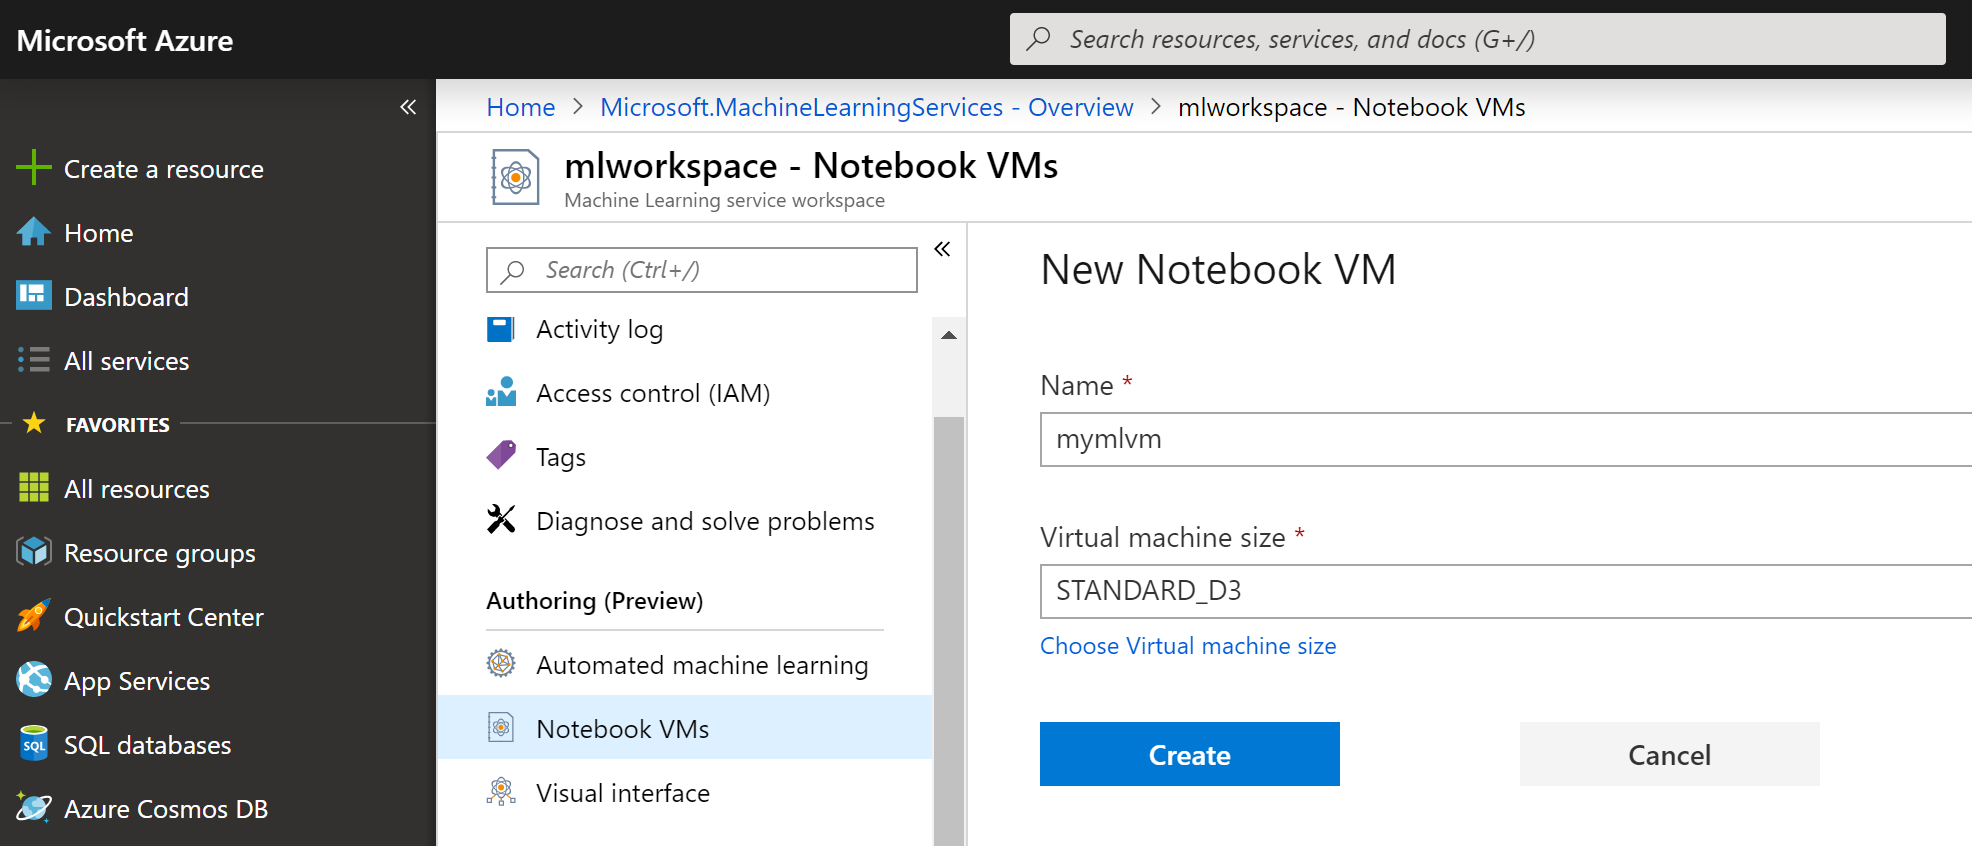 Microsoft Azure
Search resources, services, and docs (G+/)
«
Create a resource
Home
Dashboard
All services
FAVORITES
All resources
Resource groups
Quickstart Center
App Services
SQL
SQL databases
Azure Cosmos DB
Home > Microsoft.MachineLearningServices - Overview > mlworkspace - Notebook VMs
mlworkspace - Notebook VMs
Machine Learning service workspace
Search (Ctrl+/)
«
Activity log
Access control (IAM)
Tags
Diagnose and solve problems
Authoring (Preview)
Automated machine learning
Notebook VMs
Visual interface
New Notebook VM
Name *
mymlvm
Virtual machine size *
STANDARD_D3
Choose Virtual machine size
Create
Cancel